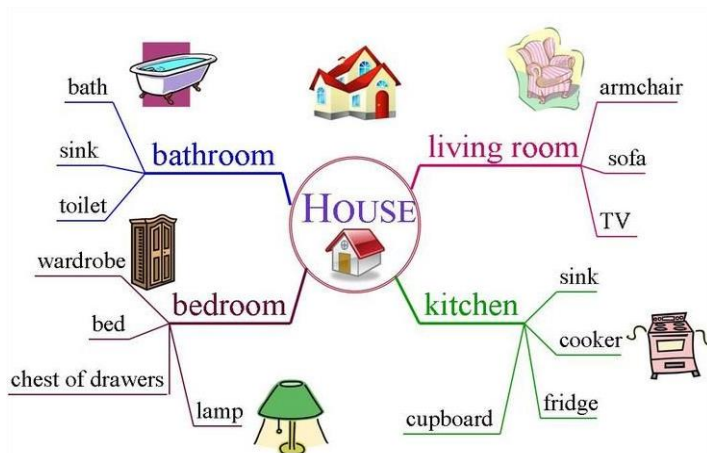 HOUSE
bathroom
bath
sink
toilet
living room
armchair
sofa
TV
bedroom
wardrobe
bed
chest of drawers
lamp
kitchen
sink
cooker
fridge
cupboard